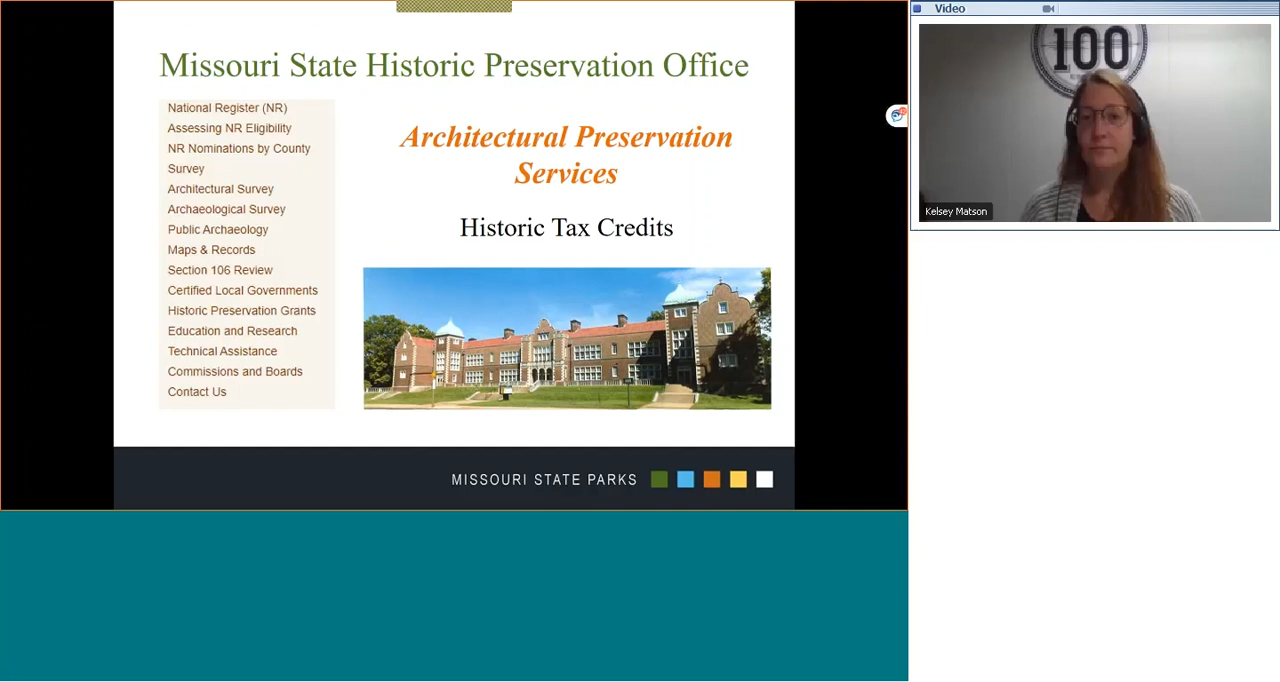 Missouri State Historic Preservation Office
National Register (NR)
Assessing NR Eligibility
NR Nominations by County
Survey
Architectural Survey
Archaeological Survey
Public Archaeology
Maps & Records
Section 106 Review
Certified Local Governments
Historic Preservation Grants
Education and Research
Technical Assistance
Commissions and Boards
Contact Us
Architectural Preservation
Services
Historic Tax Credits
MISSOURI STATE PARKS
Video
100
Kelsey Matson